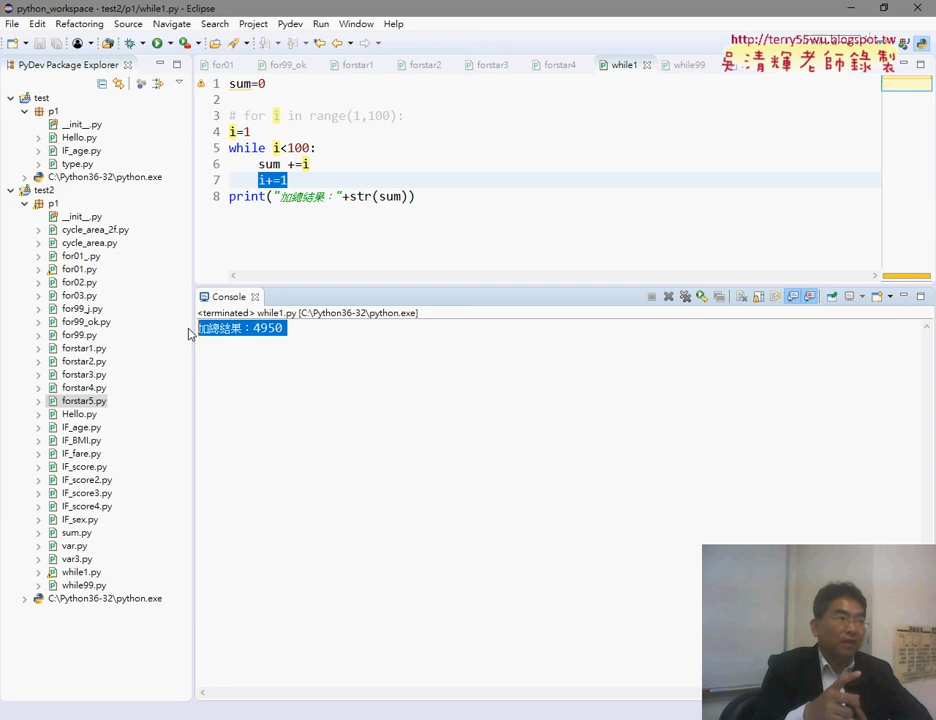 python_workspace - test2/p1/while1.py - Eclipse
File Edit Refactoring Source Navigate Search Project Pydev Run Window Help
http://terry55wu.blogspot.tw
吳清輝老師錄製
PyDev Package Explorer
for01 for99_ok forstar1 forstar2 forstar3 forstar4 while1 while99
test
p1
__init__.py
Hello.py
IF_age.py
type.py
C:\Python36-32\python.exe
test2
p1
__init__.py
cycle_area_2f.py
cycle_area.py
for01_.py
for01.py
for02.py
for03.py
for99_j.py
for99_ok.py
for99.py
forstar1.py
forstar2.py
forstar3.py
forstar4.py
forstar5.py
Hello.py
IF_age.py
IF_BMI.py
IF_fare.py
IF_score.py
IF_score2.py
IF_score3.py
IF_score4.py
IF_sex.py
sum.py
var.py
var3.py
while1.py
while99.py
C:\Python36-32\python.exe
1 sum=0
2
3 # for i in range(1,100):
4 i=1
5 while i<100:
6 sum +=i
7 i+=1
8 print("加總結果："+str(sum))
Console
<terminated> while1.py [C:\Python36-32\python.exe]
加總結果：4950